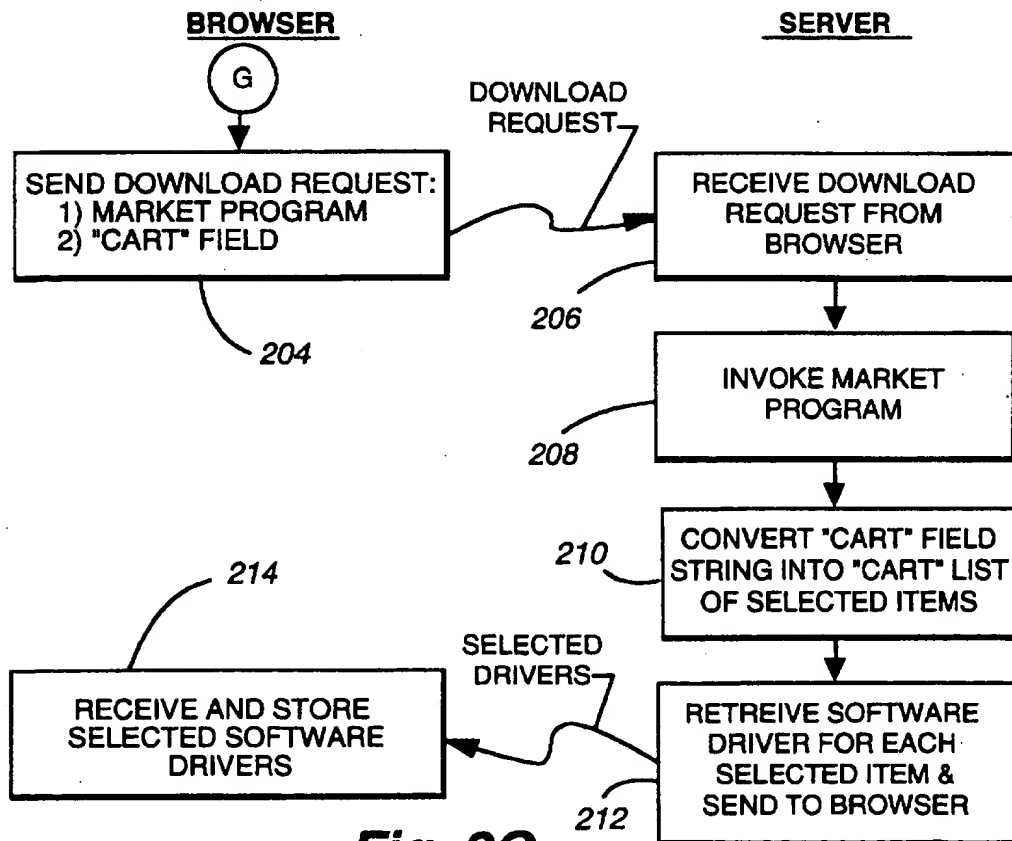 BROWSER
SERVER
G
DOWNLOAD
REQUEST
SEND DOWNLOAD REQUEST:
1) MARKET PROGRAM
2) "CART" FIELD
204
RECEIVE DOWNLOAD
REQUEST FROM
BROWSER
206
INVOKE MARKET
PROGRAM
208
CONVERT "CART" FIELD
STRING INTO "CART" LIST
OF SELECTED ITEMS
210
214
SELECTED
DRIVERS
RECEIVE AND STORE
SELECTED SOFTWARE
DRIVERS
RETREIVE SOFTWARE
DRIVER FOR EACH
SELECTED ITEM &
SEND TO BROWSER
212